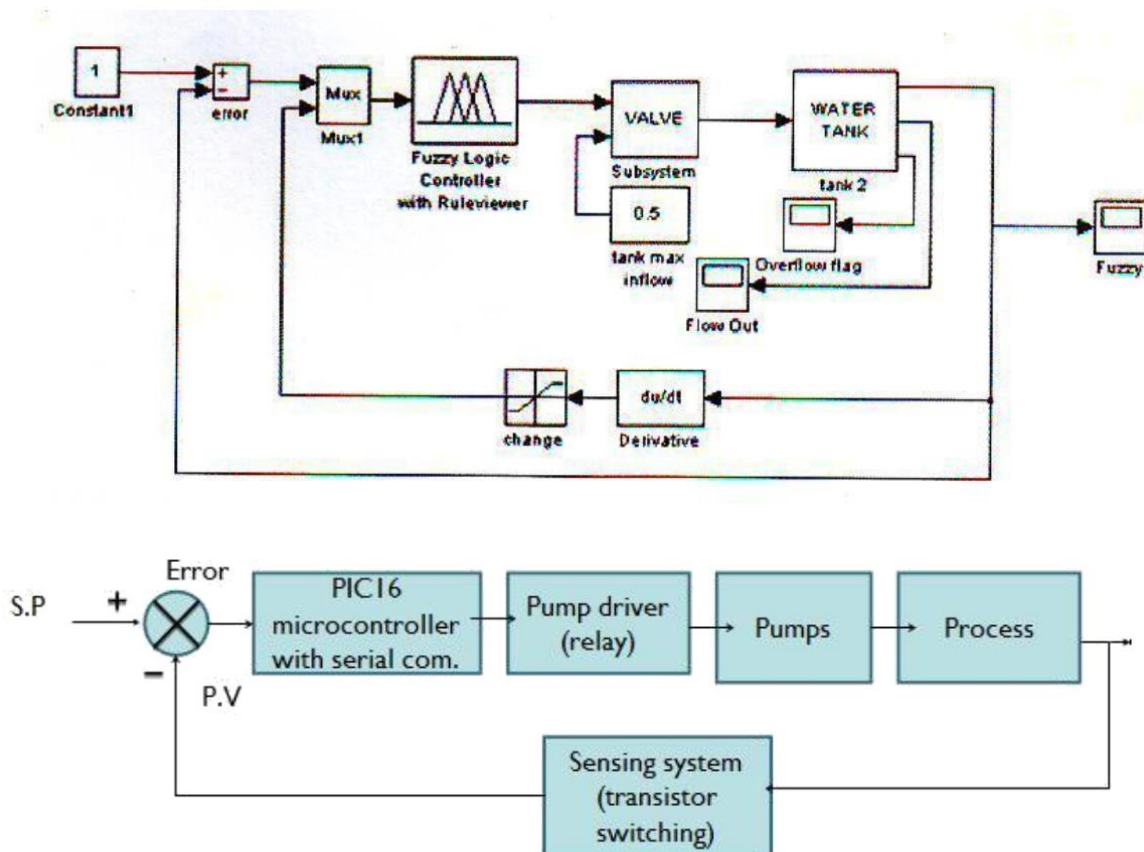 1
Constant1
+
−
error
Mux
Mux1
Fuzzy Logic
Controller
with Ruleviewer
VALVE
Subsystem
0.5
tank max
inflow
WATER
TANK
tank 2
Overflow flag
Flow Out
Fuzzy
change
du/dt
Derivative
S.P
+
Error
−
P.V
PIC16
microcontroller
with serial com.
Pump driver
(relay)
Pumps
Process
Sensing system
(transistor
switching)